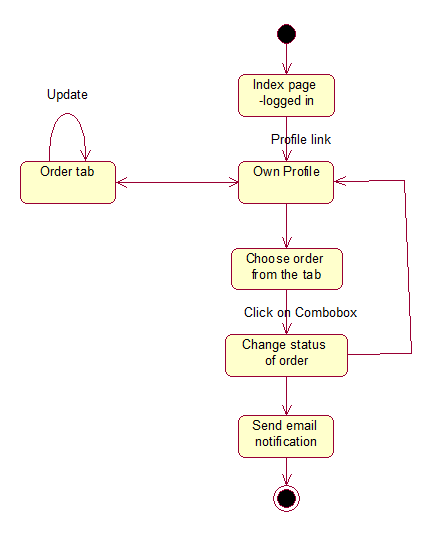 Index page
-logged in
Profile link
Update
Order tab
Own Profile
Choose order
from the tab
Click on Combobox
Change status
of order
Send email
notification